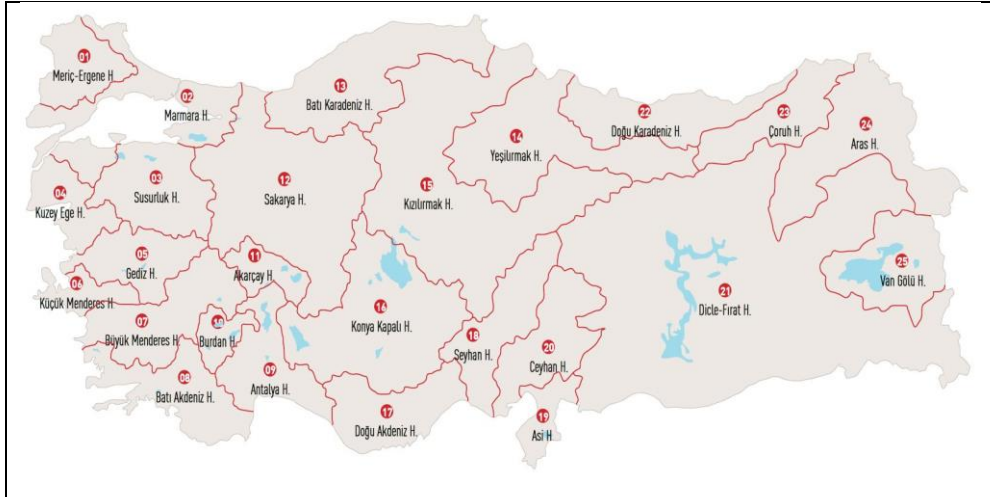 01
Meriç-Ergene H.
02
Marmara H.
03
Susurluk H.
04
Kuzey Ege H.
05
Gediz H.
06
Küçük Menderes H.
07
Büyük Menderes H.
08
Batı Akdeniz H.
09
Antalya H.
10
Burdan H.
11
Akarçay H.
12
Sakarya H.
13
Batı Karadeniz H.
14
Yeşilırmak H.
15
Kızılırmak H.
16
Konya Kapalı H.
17
Doğu Akdeniz H.
18
Seyhan H.
19
Asi H
20
Ceyhan H.
21
Dicle-Fırat H.
22
Doğu Karadeniz H.
23
Çoruh H.
24
Aras H.
25
Van Gölü H.